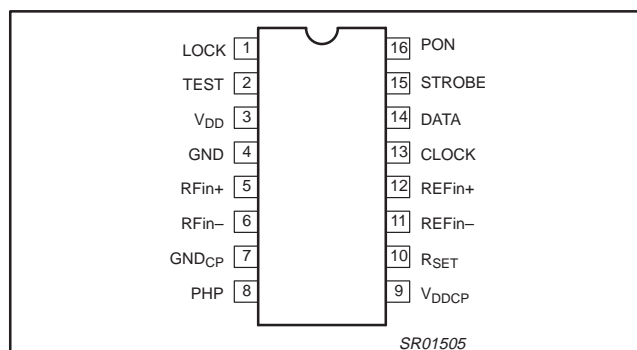 LOCK 1 16 PON
TEST 2 15 STROBE
VDD 3 14 DATA
GND 4 13 CLOCK
RFin+ 5 12 REFin+
RFin– 6 11 REFin–
GNDCP 7 10 RSET
PHP 8 9 VDDCP
SR01505